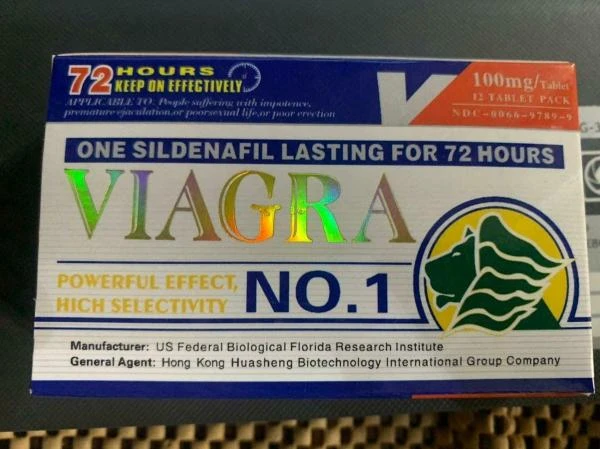 72 HOURS
KEEP ON EFFECTIVELY
APPLICABLE TO: People suffering with impotence,
premature ejaculation, or poorsexual life, or poor erection
100mg/Tablet
12 TABLET PACK
NDC-0066-9789-9
ONE SILDENAFIL LASTING FOR 72 HOURS
VIAGRA
POWERFUL EFFECT,
HICH SELECTIVITY
NO.1
Manufacturer: US Federal Biological Florida Research Institute
General Agent: Hong Kong Huasheng Biotechnology International Group Company